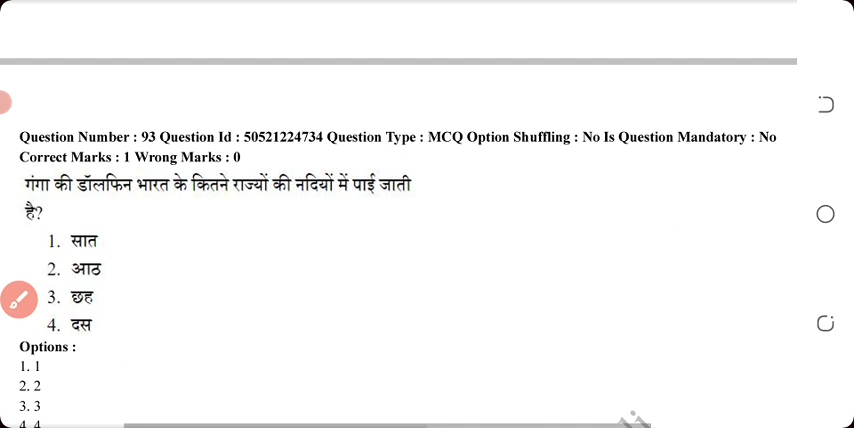 Question Number : 93 Question Id : 50521224734 Question Type : MCQ Option Shuffling : No Is Question Mandatory : No
Correct Marks : 1 Wrong Marks : 0
गंगा की डॉलफिन भारत के कितने राज्यों की नदियों में पाई जाती
है?
1. सात
2. आठ
3. छह
4. दस
Options :
1. 1
2. 2
3. 3
4. 4